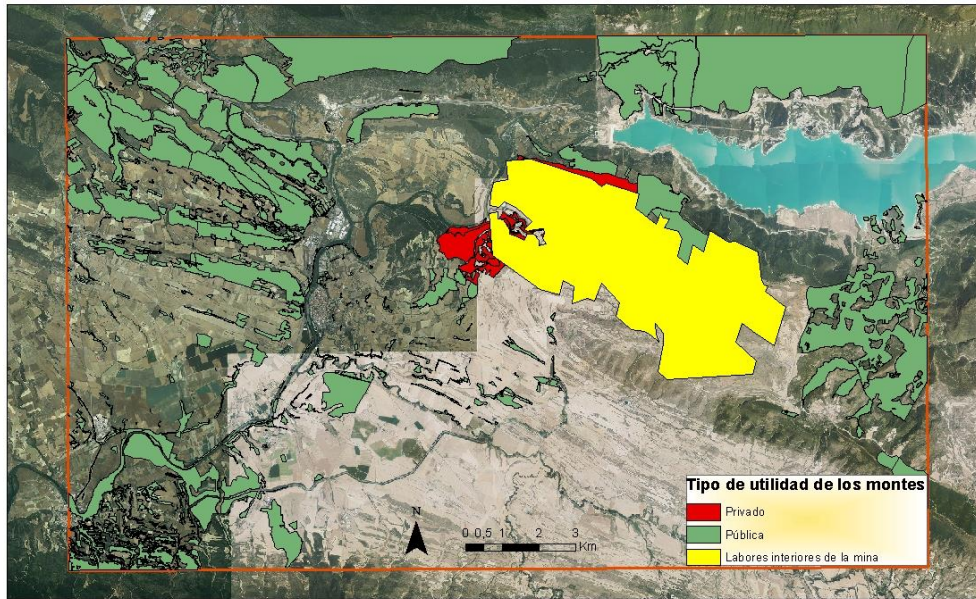 Tipo de utilidad de los montes
Privado
Pública
Labores interiores de la mina
N
0 0,5 1 2 3
Km